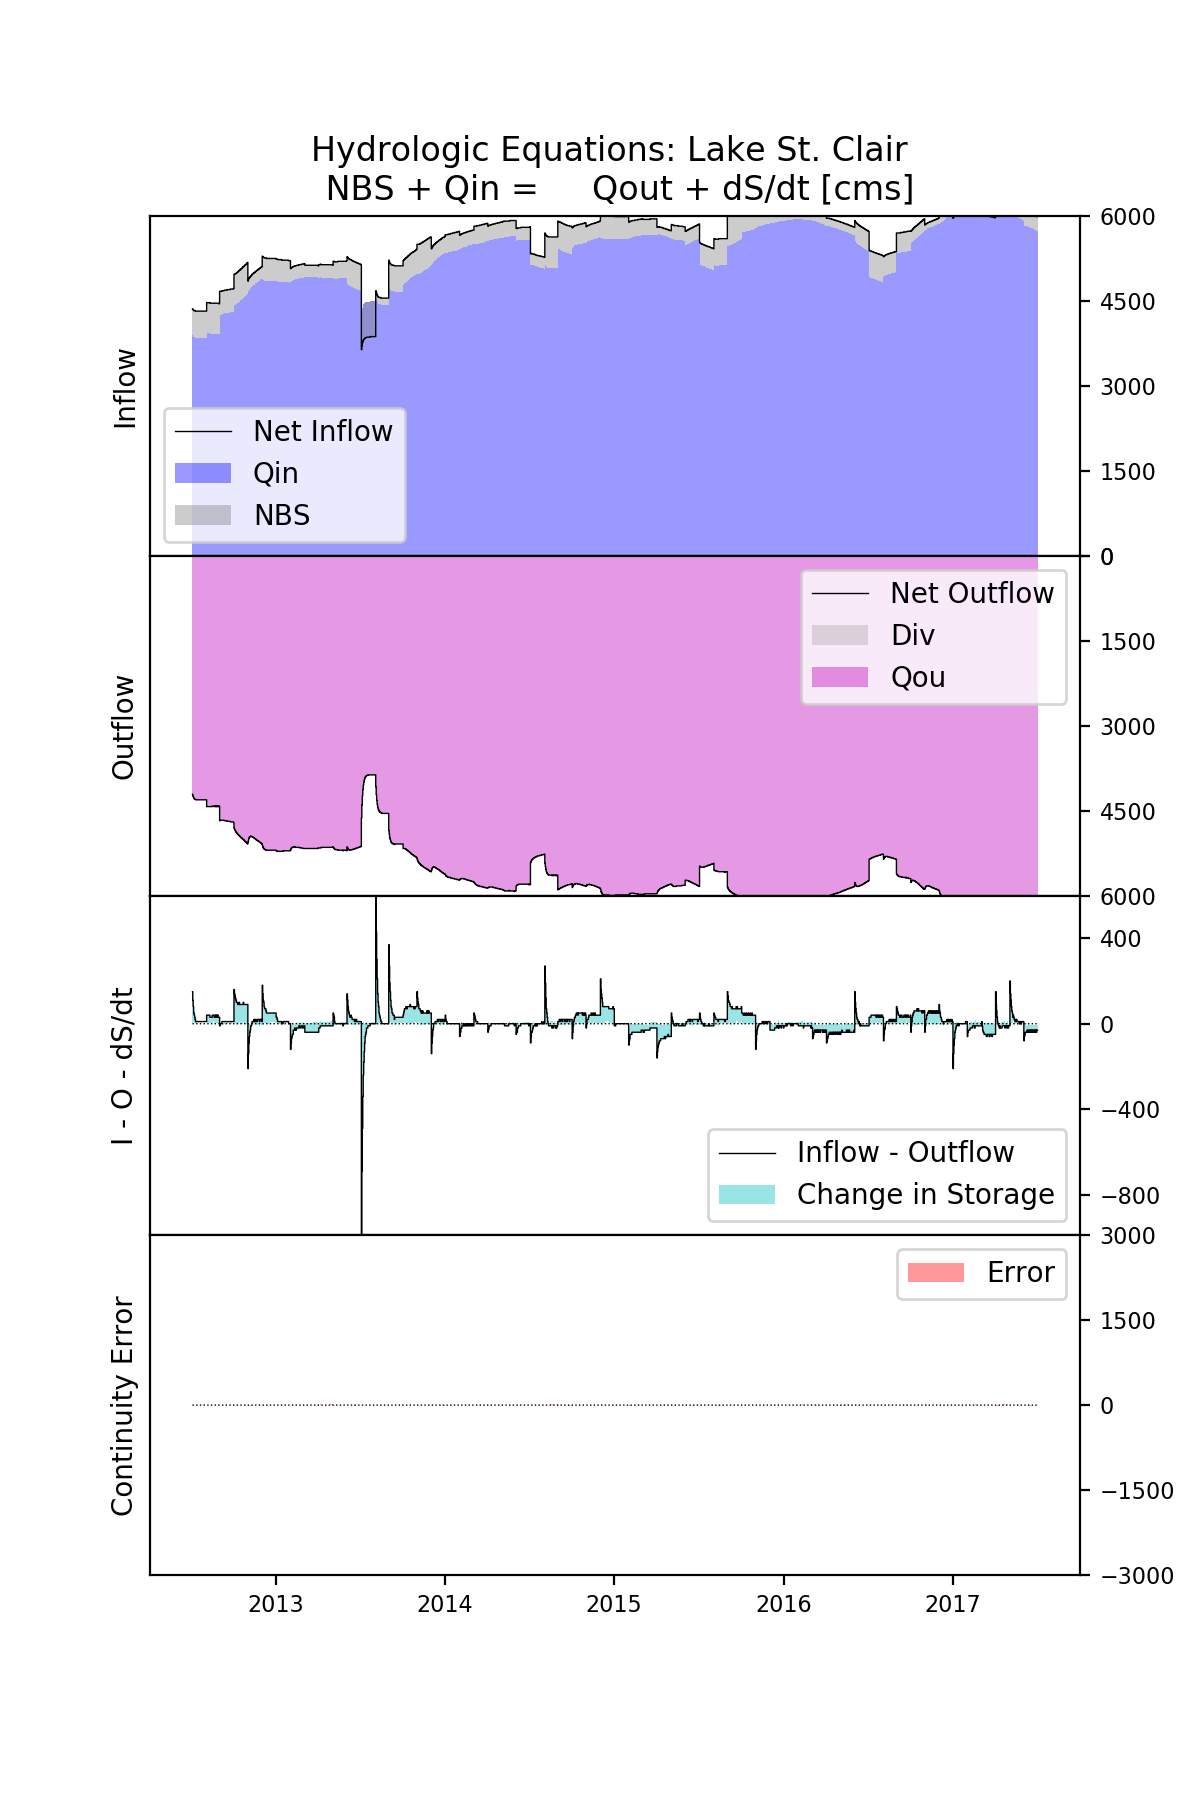 Hydrologic Equations: Lake St. Clair
NBS + Qin = Qout + dS/dt [cms]
6000
4500
3000
1500
0
Inflow
Net Inflow
Qin
NBS
1500
3000
4500
6000
Outflow
Net Outflow
Div
Qou
400
0
−400
−800
I - O - dS/dt
Inflow - Outflow
Change in Storage
3000
1500
0
−1500
−3000
Continuity Error
Error
2013 2014 2015 2016 2017